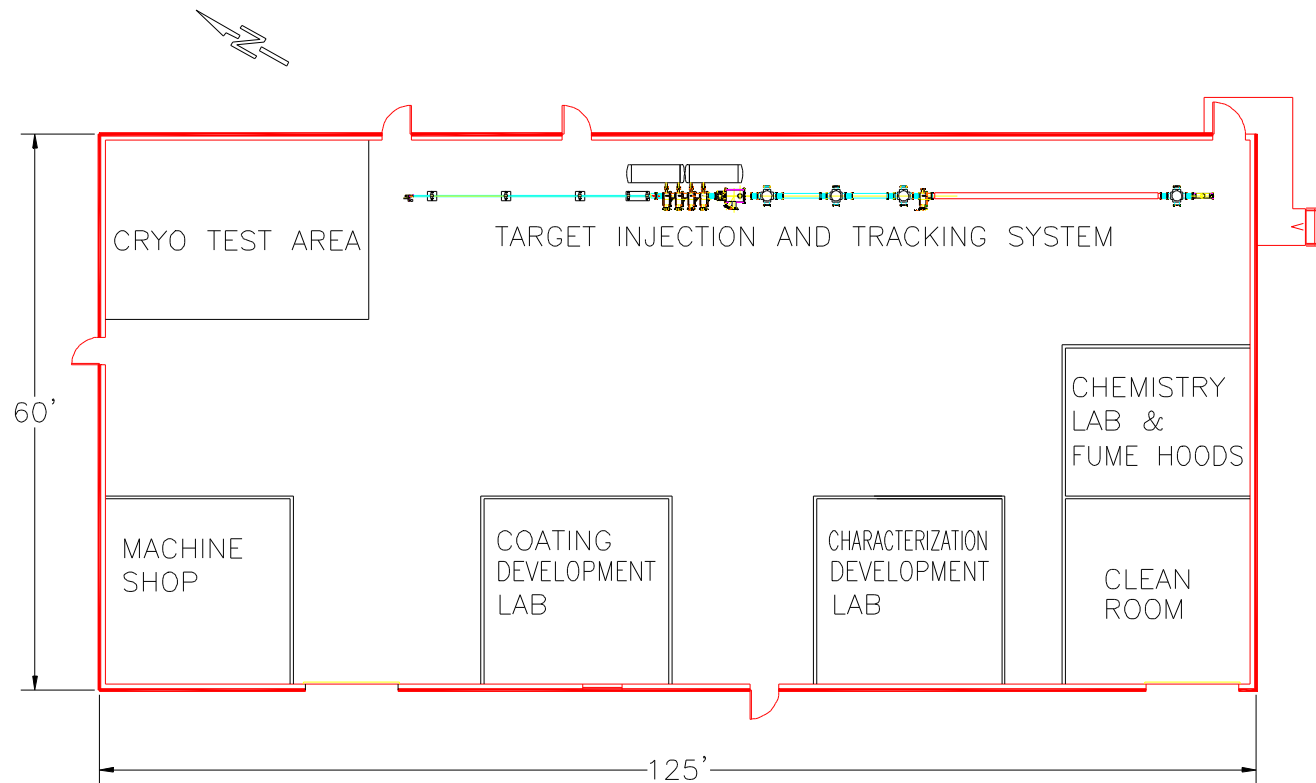 N
CRYO TEST AREA
TARGET INJECTION AND TRACKING SYSTEM
60'
CHEMISTRY
LAB &
FUME HOODS
MACHINE
SHOP
COATING
DEVELOPMENT
LAB
CHARACTERIZATION
DEVELOPMENT
LAB
CLEAN
ROOM
125'